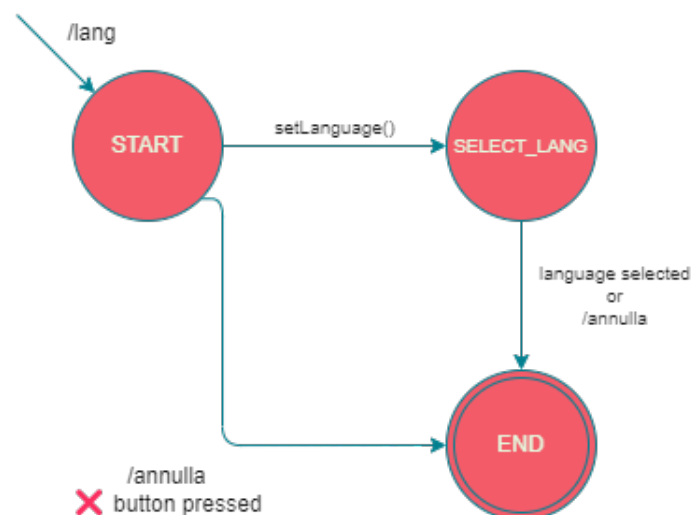 /lang
START
setLanguage()
SELECT_LANG
language selected
or
/annulla
END
/annulla
❌ button pressed